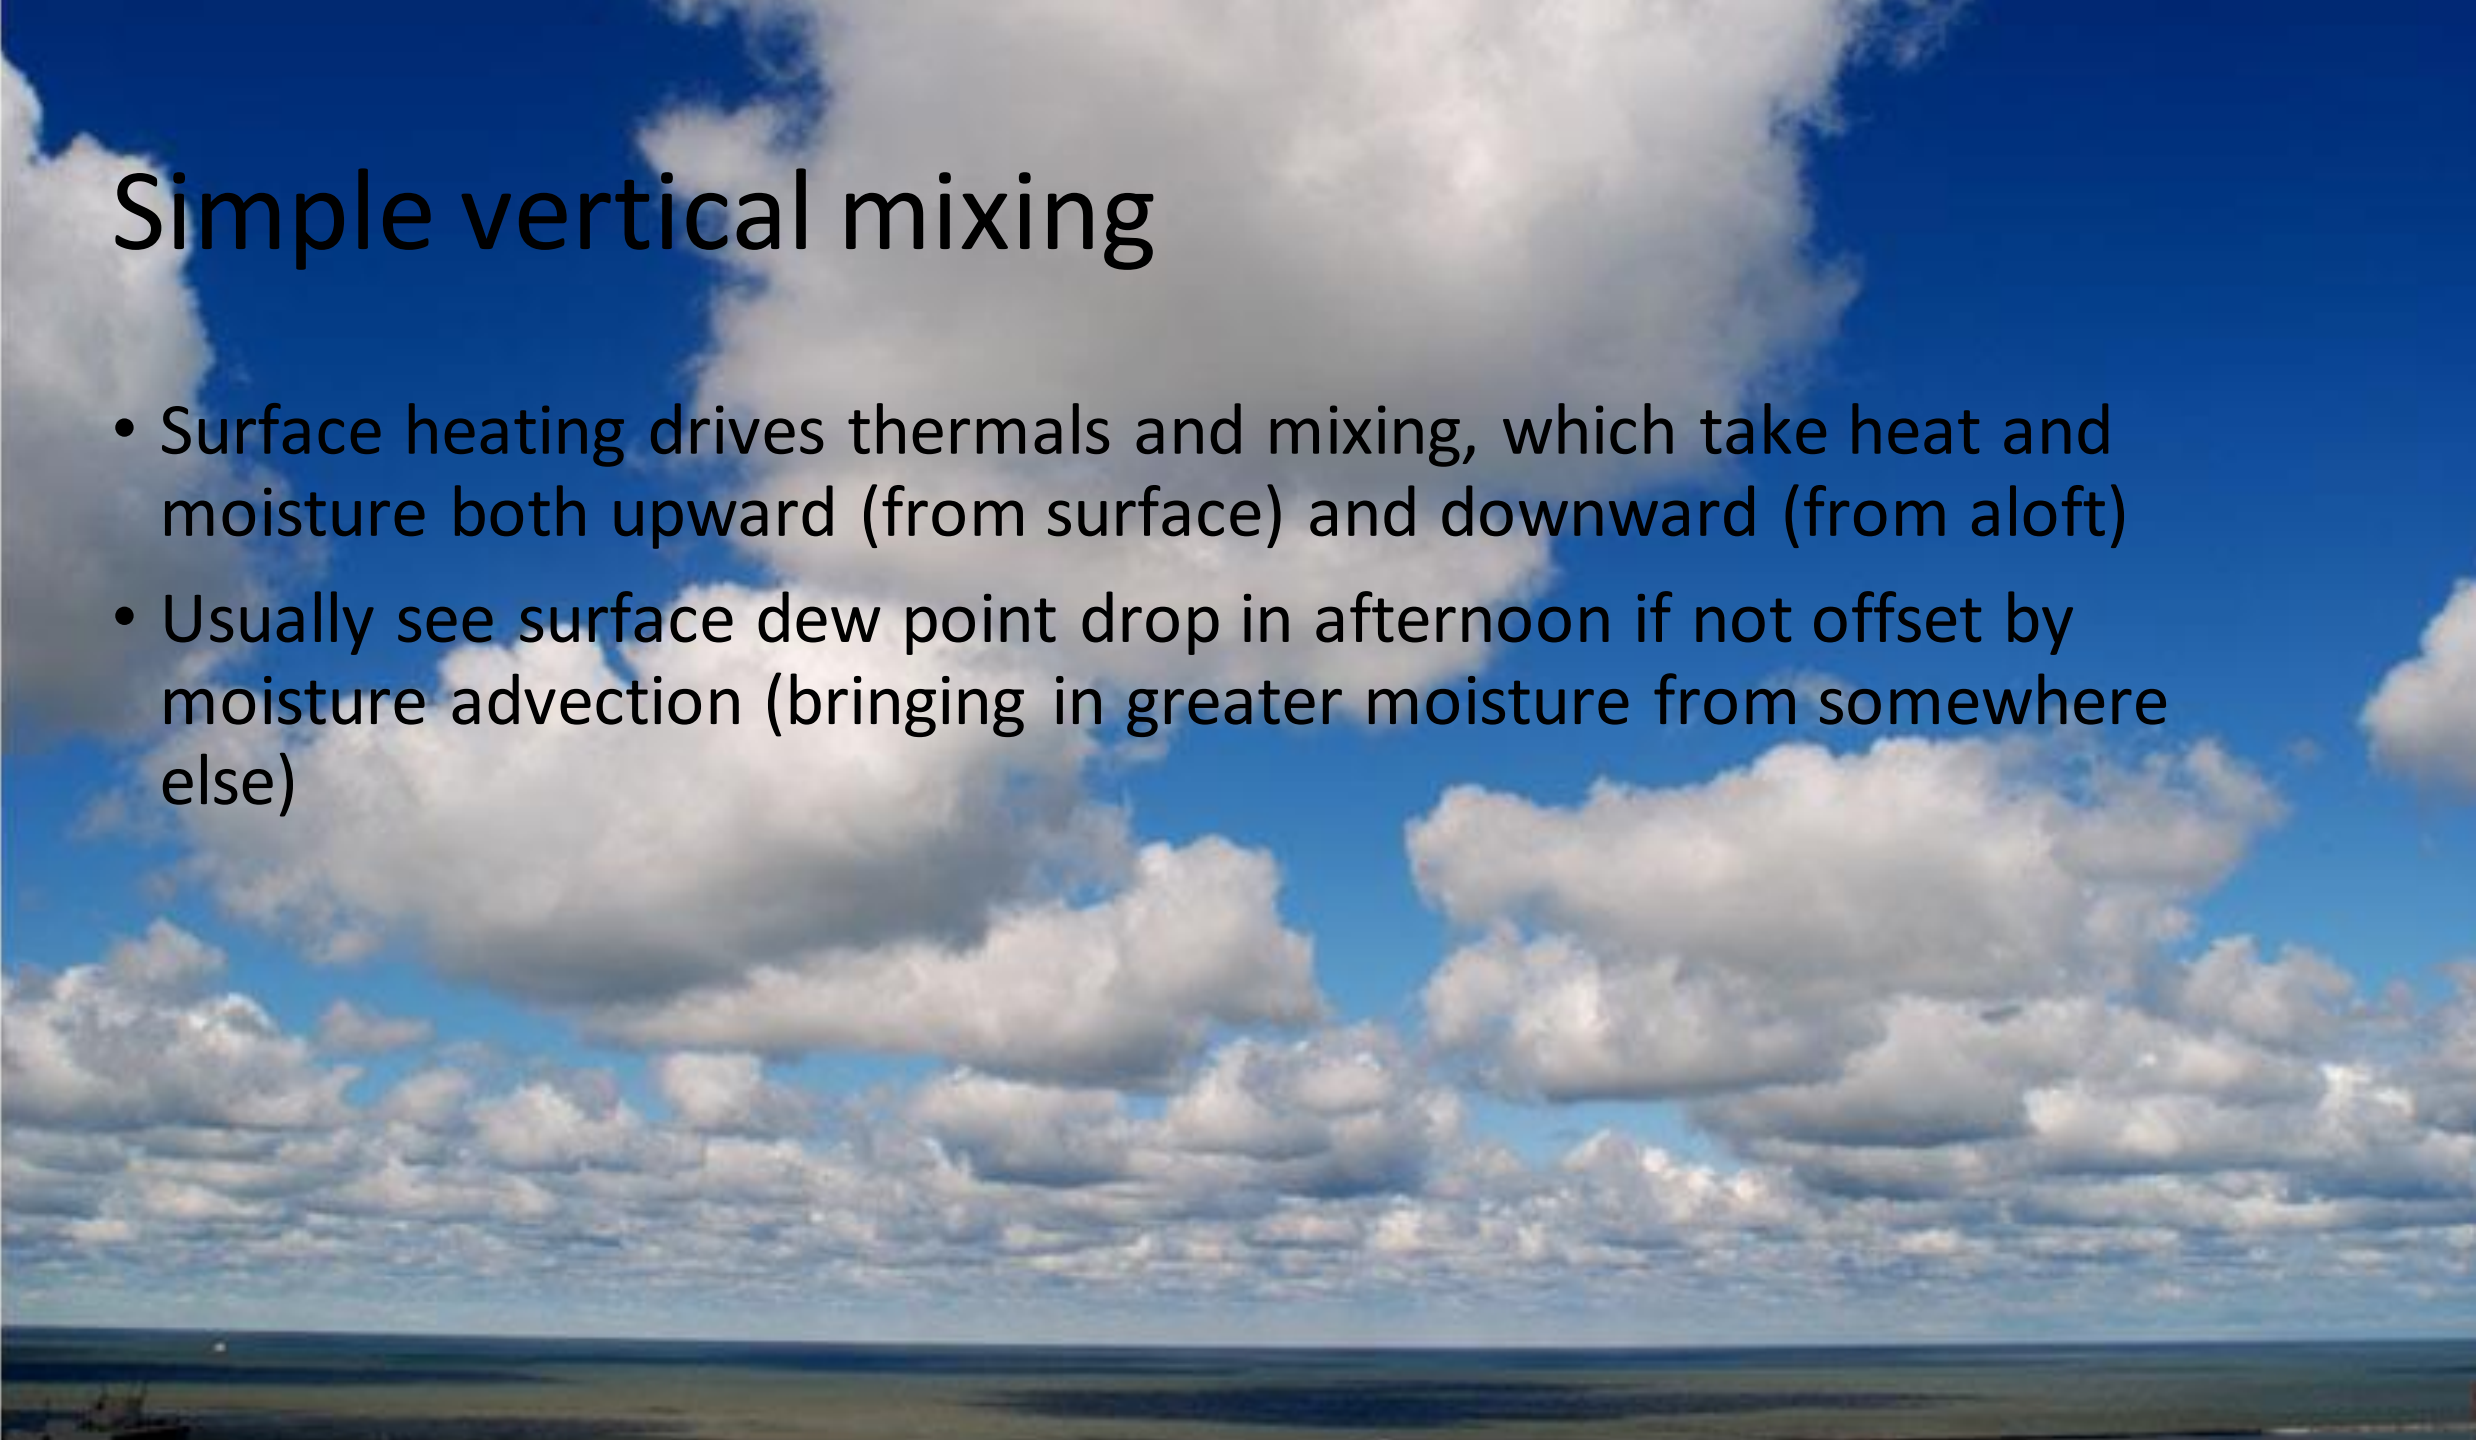 Simple vertical mixing
• Surface heating drives thermals and mixing, which take heat and
moisture both upward (from surface) and downward (from aloft)
• Usually see surface dew point drop in afternoon if not offset by
moisture advection (bringing in greater moisture from somewhere
else)